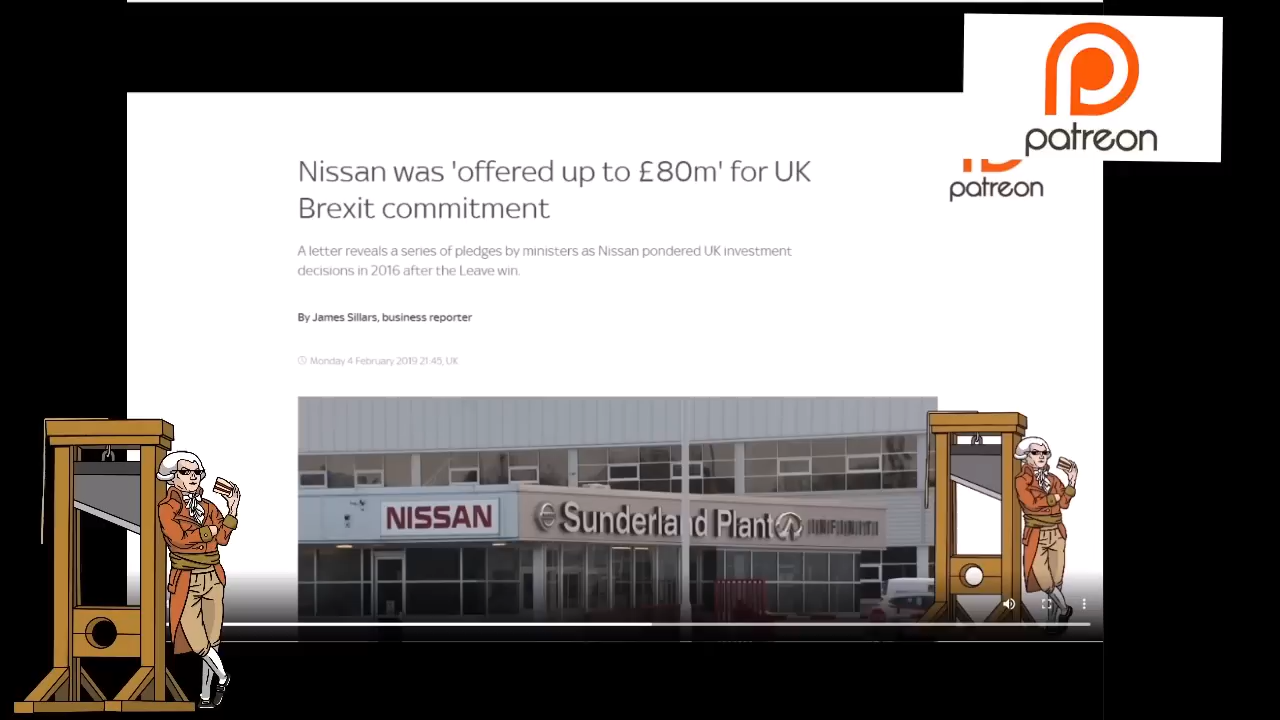 patreon
Nissan was 'offered up to £80m' for UK
Brexit commitment
patreon
A letter reveals a series of pledges by ministers as Nissan pondered UK investment
decisions in 2016 after the Leave win.
By James Sillars, business reporter
Monday 4 February 2019 21:45, UK
NISSAN
Sunderland Plant